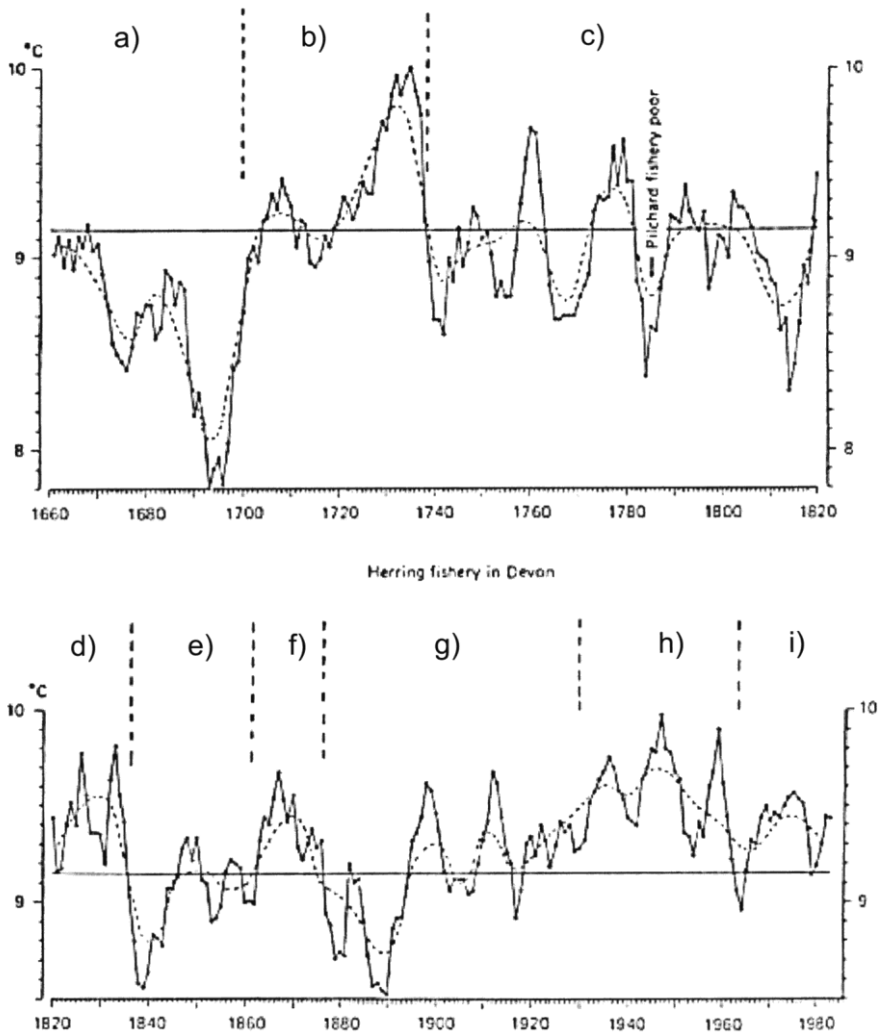 a) b) c)
°C
10 10
Pilchard fishery poor
9 9
8 8
1660 1680 1700 1720 1740 1760 1780 1800 1820
Herring fishery in Devon
d) e) f) g) h) i)
°C
10 10
9 9
1820 1840 1860 1880 1900 1920 1940 1960 1980